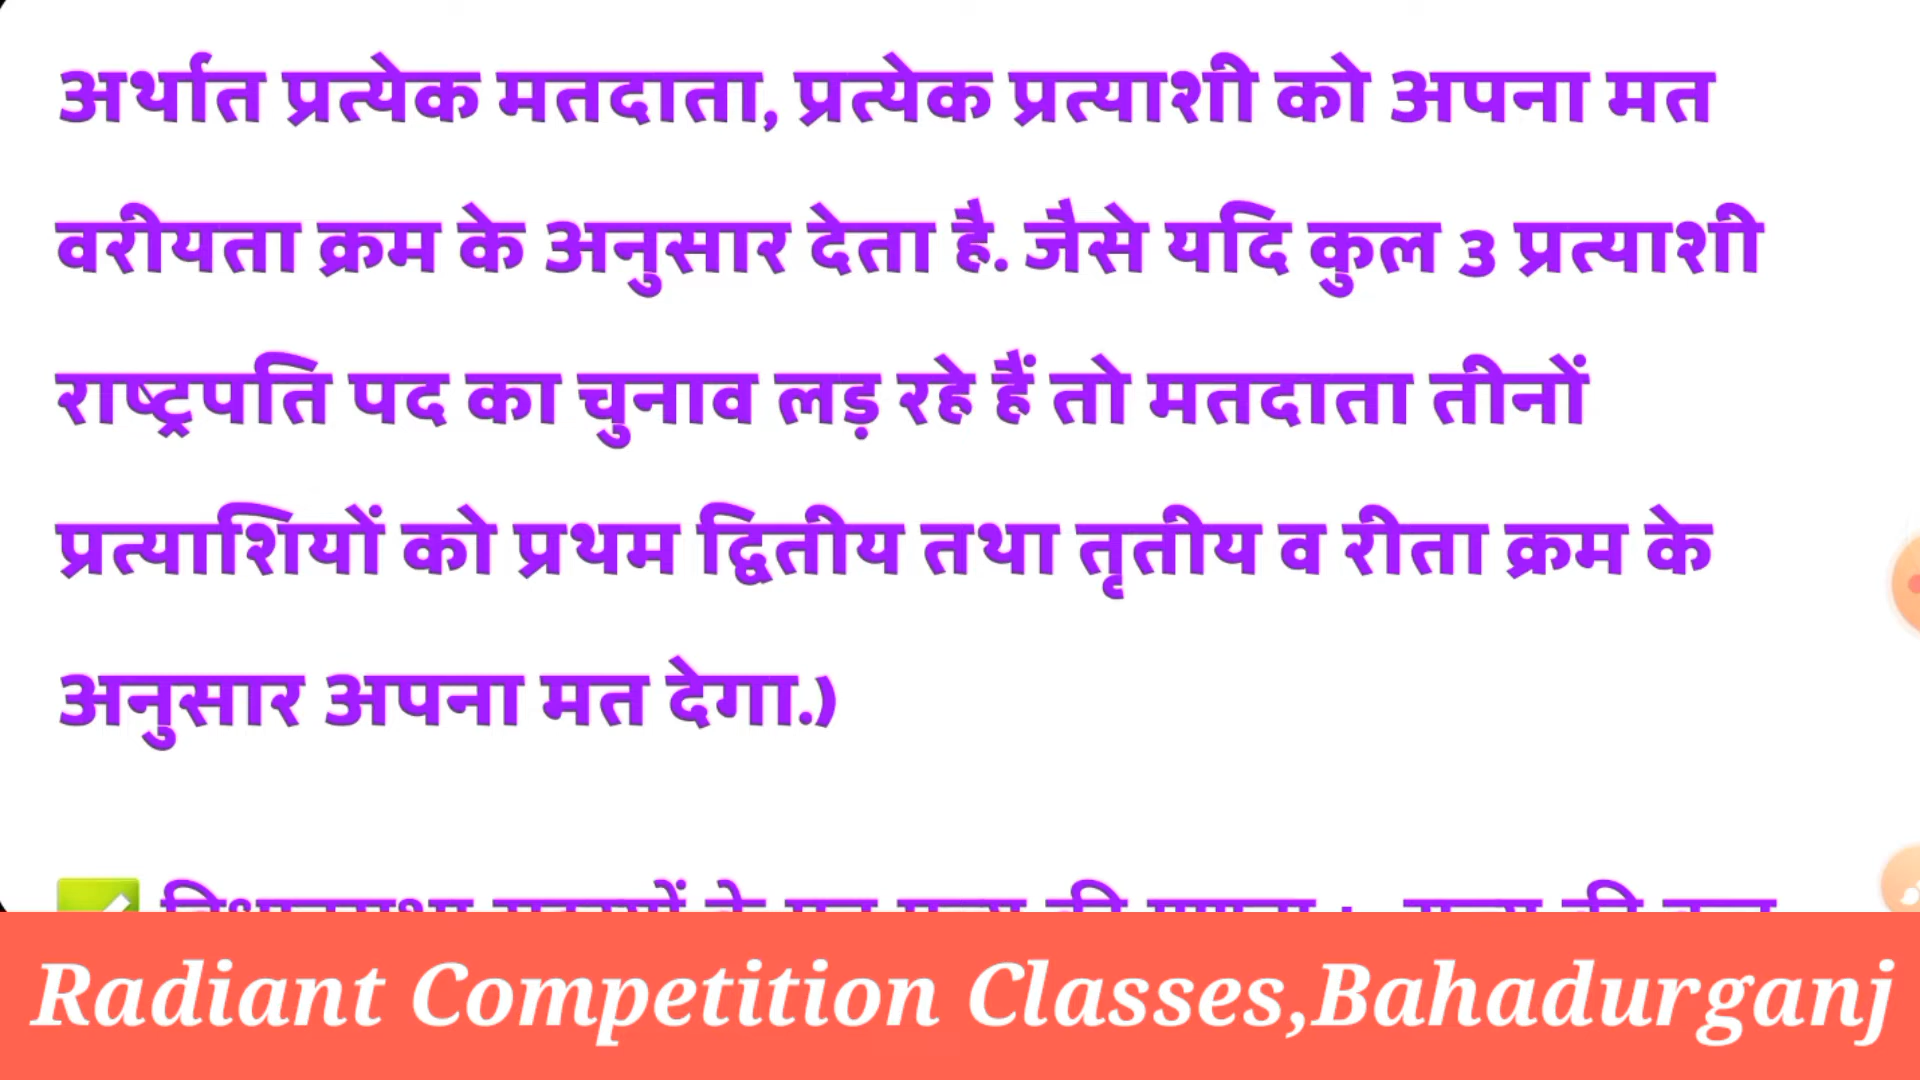 अर्थात प्रत्येक मतदाता, प्रत्येक प्रत्याशी को अपना मत
वरीयता क्रम के अनुसार देता है. जैसे यदि कुल 3 प्रत्याशी
राष्ट्रपति पद का चुनाव लड़ रहे हैं तो मतदाता तीनों
प्रत्याशियों को प्रथम द्वितीय तथा तृतीय व रीता क्रम के
अनुसार अपना मत देगा.)
Radiant Competition Classes,Bahadurganj